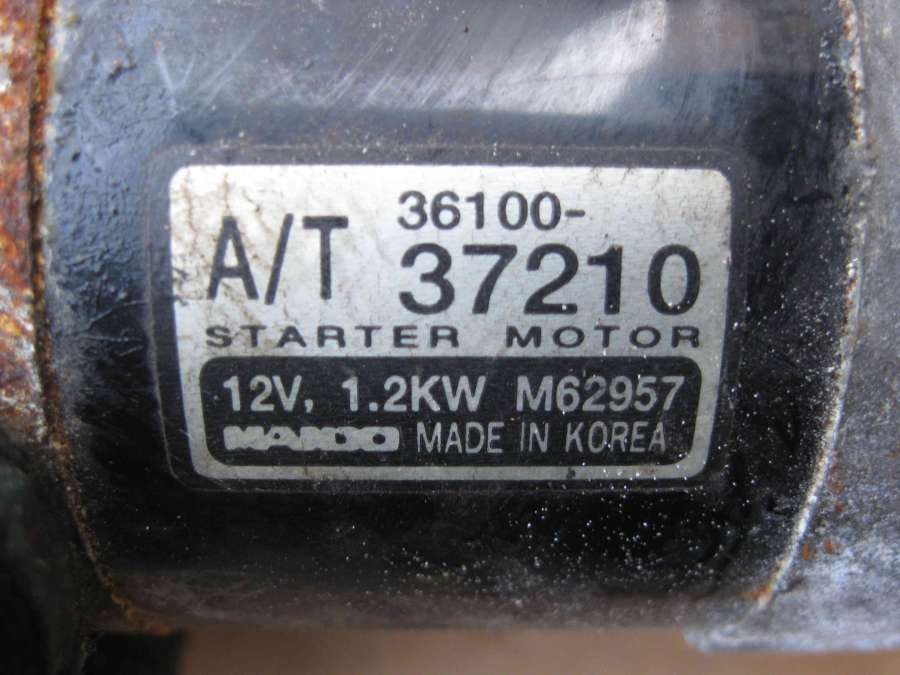 A/T 36100-
37210
STARTER MOTOR
12V, 1.2KW M62957
MANDO MADE IN KOREA